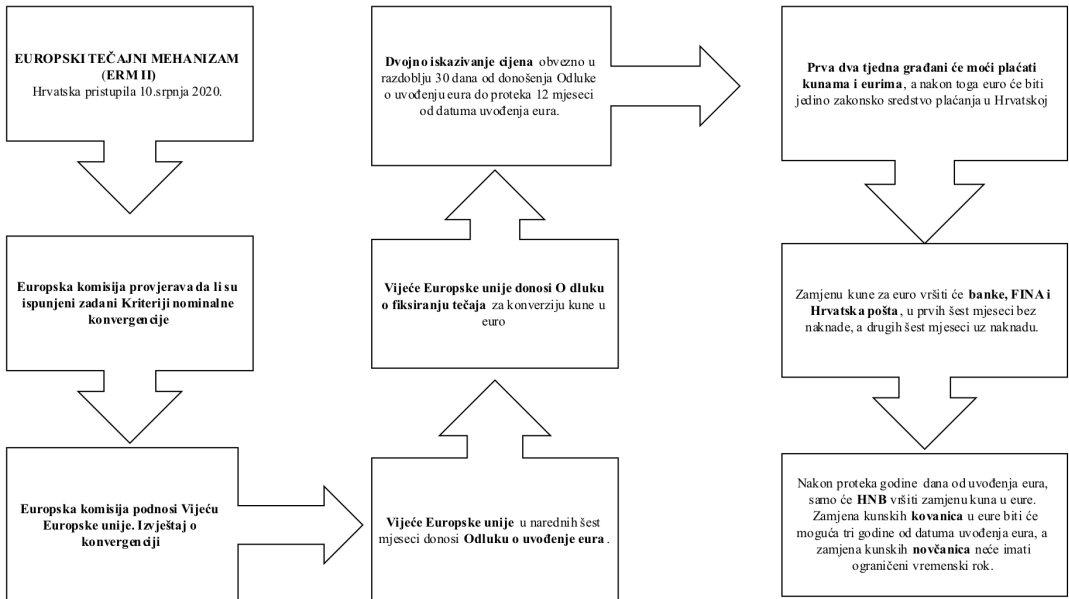 EUROPSKI TEČAJNI MEHANIZAM
(ERM II)
Hrvatska pristupila 10.srpnja 2020.
Europska komisija provjerava da li su
ispunjeni zadani Kriteriji nominalne
konvergencije
Europska komisija podnosi Vijeću
Europske unije. Izvještaj o
konvergenciji
Vijeće Europske unije u narednih šest
mjeseci donosi Odluku o uvođenje eura.
Vijeće Europske unije donosi O dluku
o fiksiranju tečaja za konverziju kune u
euro
Dvojno iskazivanje cijena obvezno u
razdoblju 30 dana od donošenja Odluke
o uvođenju eura do proteka 12 mjeseci
od datuma uvođenja eura.
Prva dva tjedna građani će moći plaćati
kunama i eurima, a nakon toga euro će biti
jedino zakonsko sredstvo plaćanja u Hrvatskoj
Zamjenu kune za euro vršiti će banke, FINA i
Hrvatska pošta, u prvih šest mjeseci bez
naknade, a drugih šest mjeseci uz naknadu.
Nakon proteka godine dana od uvođenja eura,
samo će HNB vršiti zamjenu kuna u eure.
Zamjena kunskih kovanica u eure biti će
moguća tri godine od datuma uvođenja eura, a
zamjena kunskih novčanica neće imati
ograničeni vremenski rok.